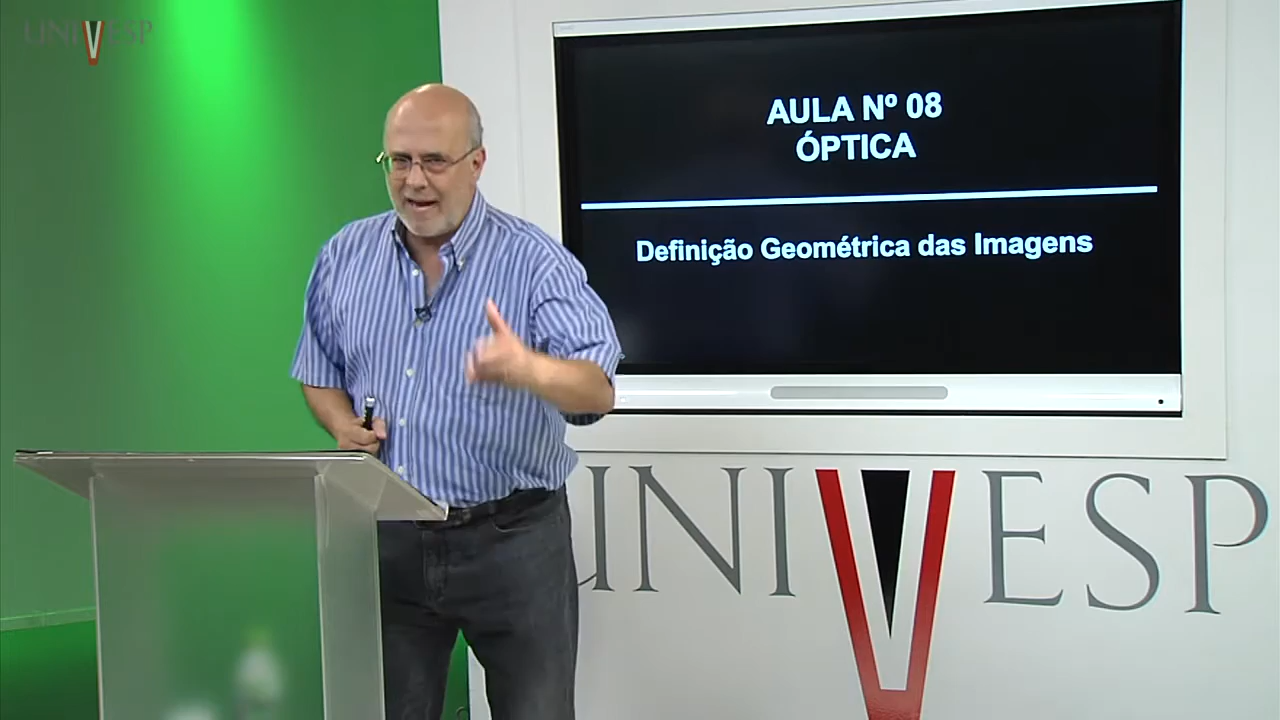 UNIVESP
AULA Nº 08
ÓPTICA
Definição Geométrica das Imagens
UNIVESP